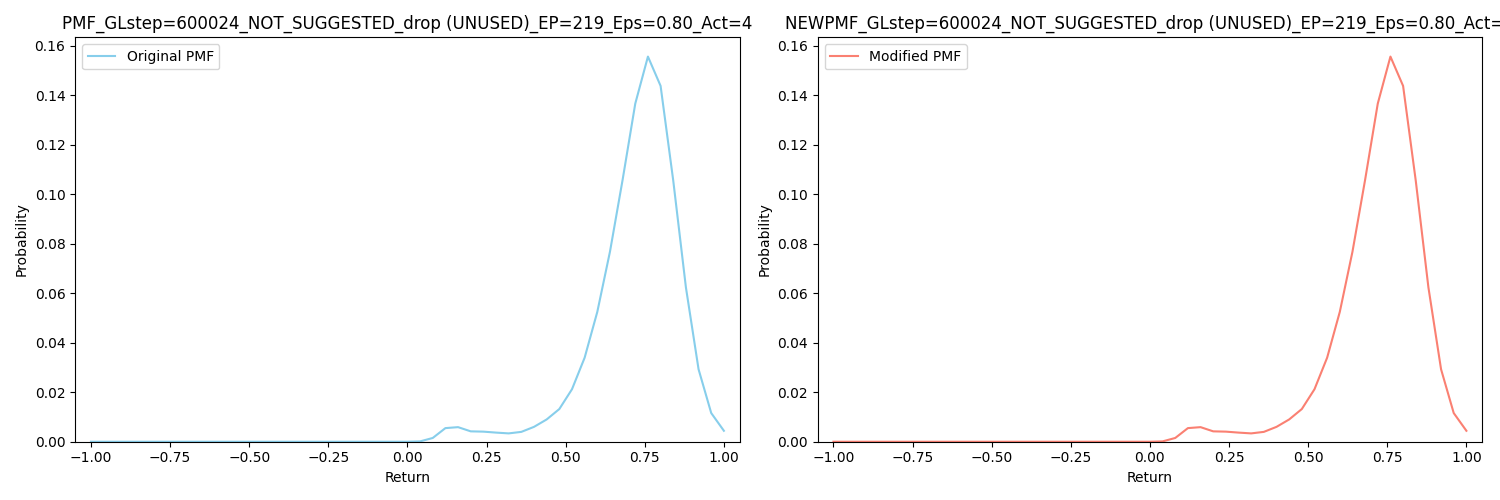 PMF_GLstep=600024_NOT_SUGGESTED_drop (UNUSED)_EP=219_Eps=0.80_Act=4
Original PMF
0.16
0.14
0.12
0.10
0.08
0.06
0.04
0.02
0.00
Probability
−1.00 −0.75 −0.50 −0.25 0.00 0.25 0.50 0.75 1.00
Return
NEWPMF_GLstep=600024_NOT_SUGGESTED_drop (UNUSED)_EP=219_Eps=0.80_Act=
Modified PMF
0.16
0.14
0.12
0.10
0.08
0.06
0.04
0.02
0.00
Probability
−1.00 −0.75 −0.50 −0.25 0.00 0.25 0.50 0.75 1.00
Return